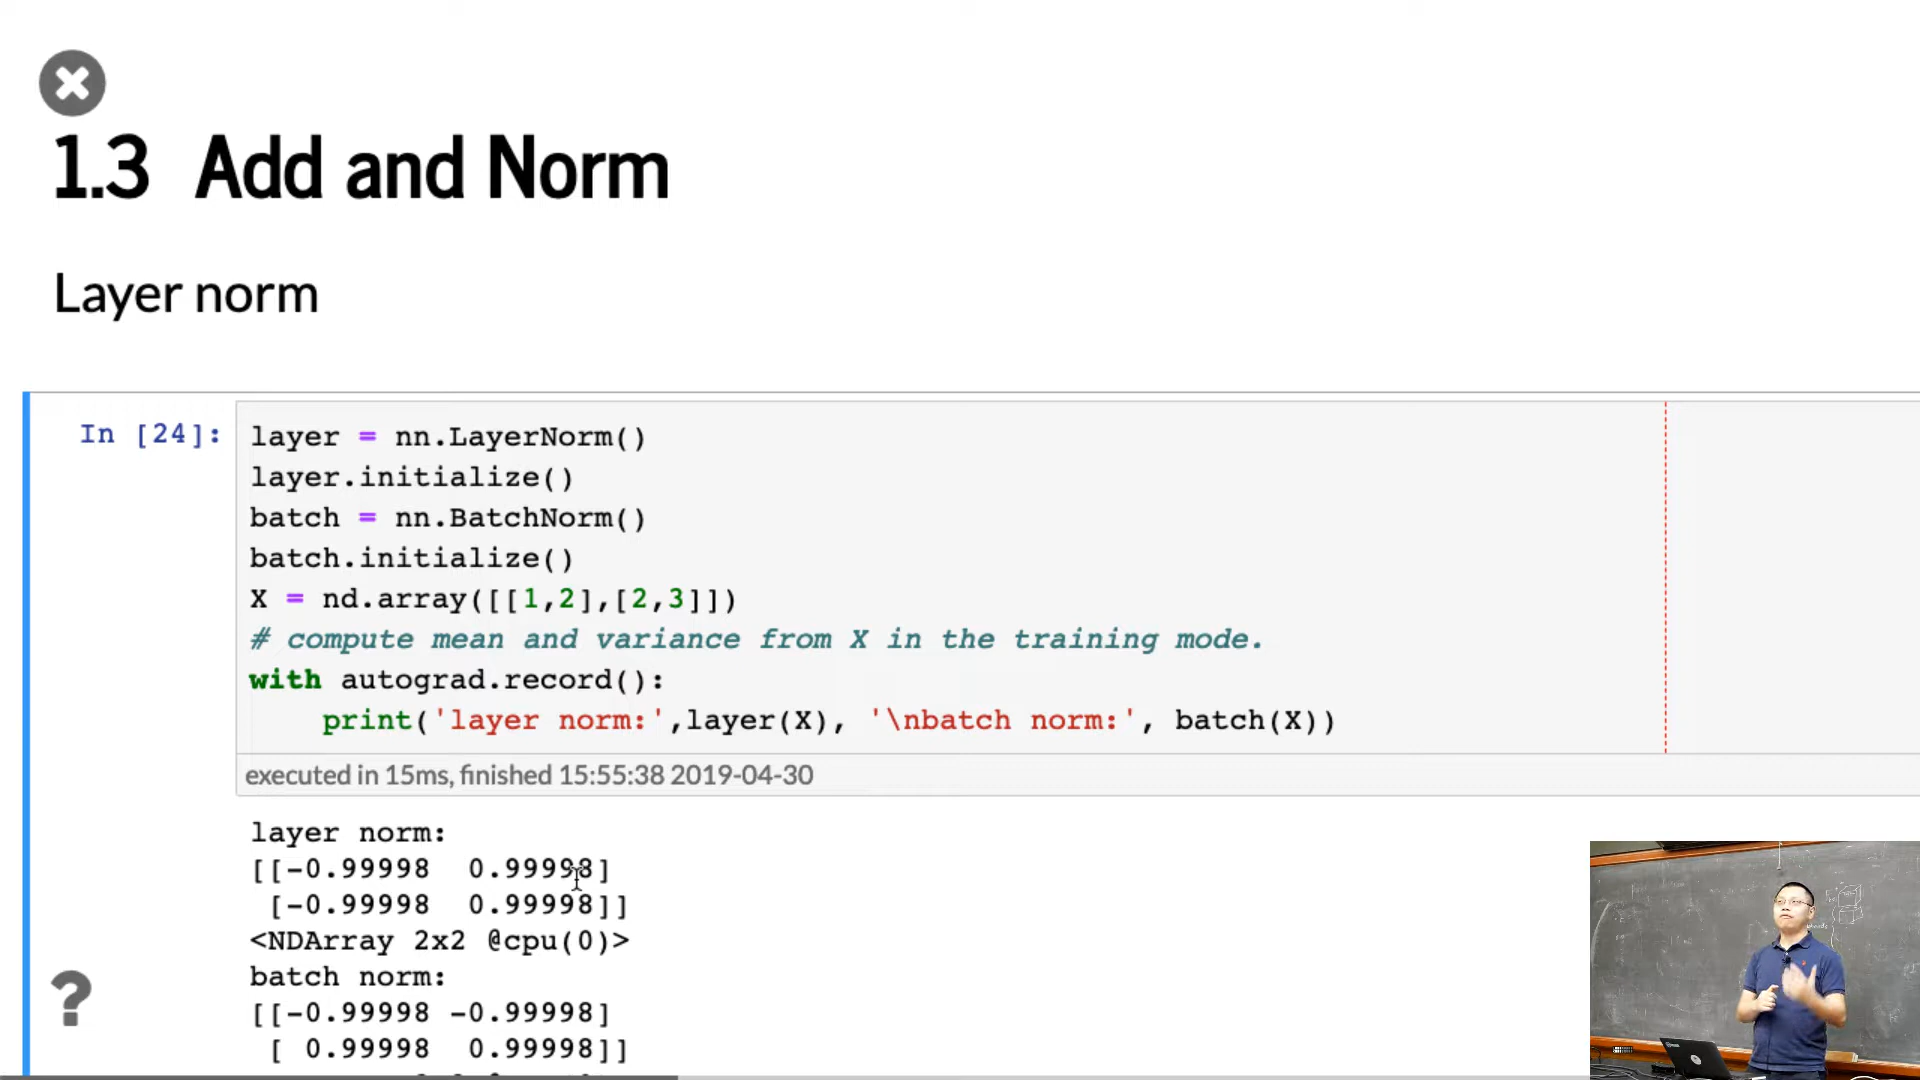 1.3 Add and Norm
Layer norm
In [24]:
layer = nn.LayerNorm()
layer.initialize()
batch = nn.BatchNorm()
batch.initialize()
X = nd.array([[1,2],[2,3]])
# compute mean and variance from X in the training mode.
with autograd.record():
    print('layer norm:',layer(X), '\nbatch norm:', batch(X))
executed in 15ms, finished 15:55:38 2019-04-30
layer norm:
[[-0.99998  0.99998]
 [-0.99998  0.99998]]
<NDArray 2x2 @cpu(0)>
batch norm:
[[-0.99998 -0.99998]
 [ 0.99998  0.99998]]
?